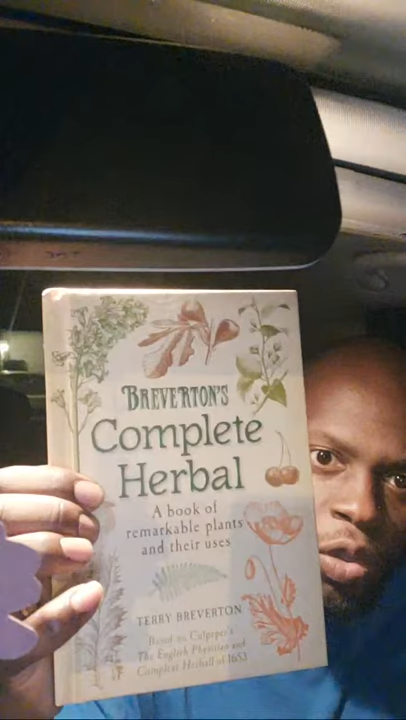 BREVERTON'S
Complete
Herbal
A book of
remarkable plants
and their uses
TERRY BREVERTON
Based on Culpeper's
The English Physitian and
Compleat Herball of 1653